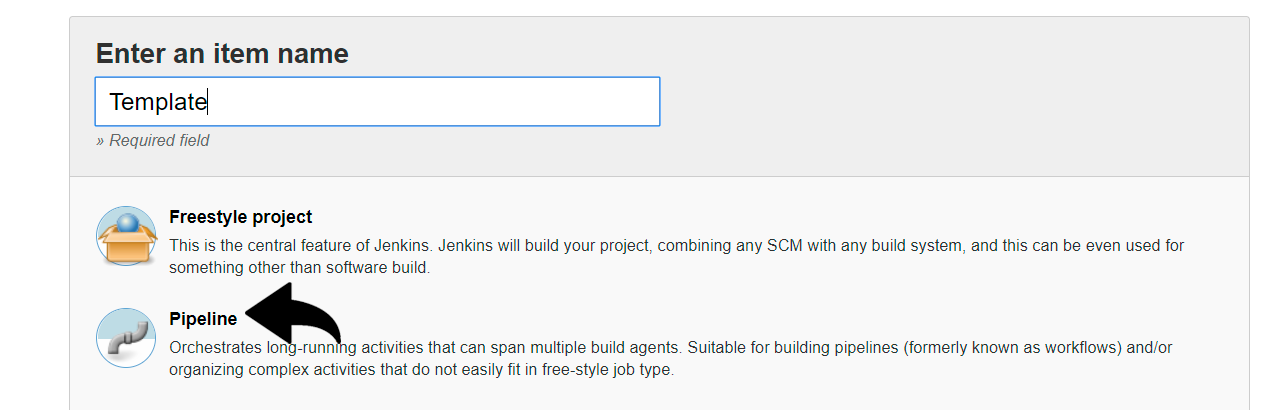 Enter an item name
Template
» Required field
Freestyle project
This is the central feature of Jenkins. Jenkins will build your project, combining any SCM with any build system, and this can be even used for
something other than software build.
Pipeline
Orchestrates long-running activities that can span multiple build agents. Suitable for building pipelines (formerly known as workflows) and/or
organizing complex activities that do not easily fit in free-style job type.